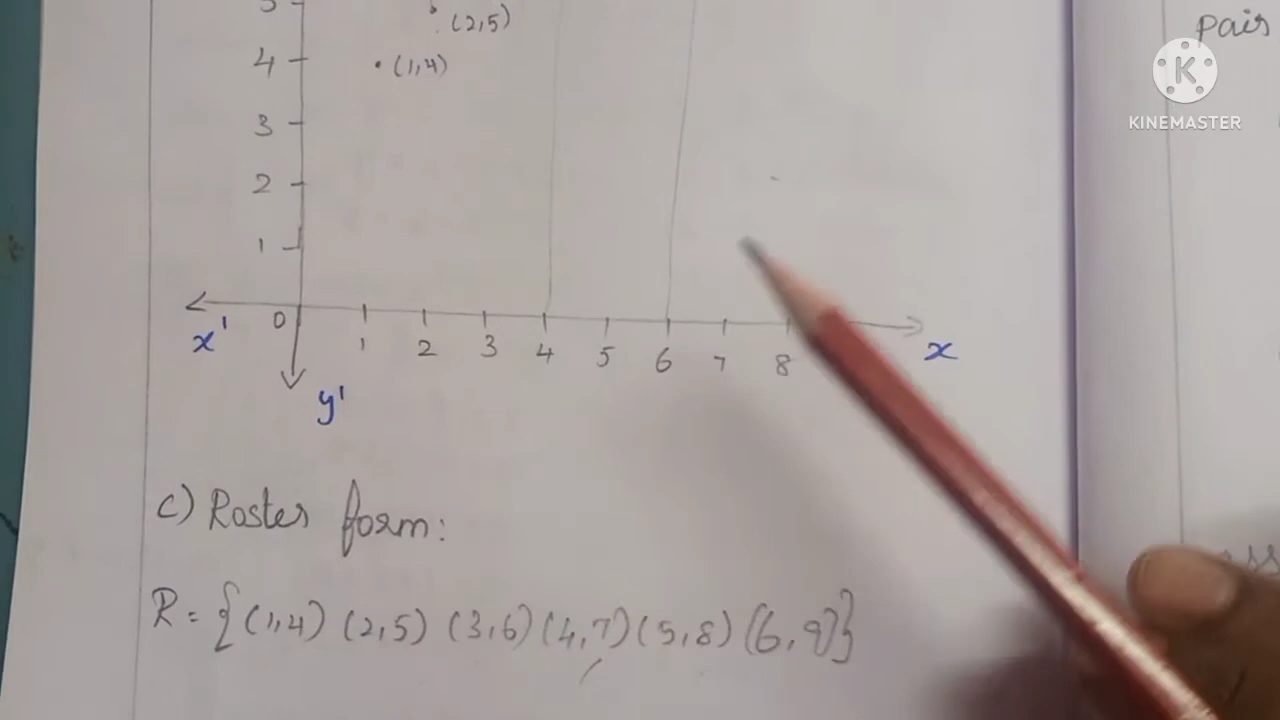 5
(2,5)
4
(1,4)
3
2
1
0
x'
1 2 3 4 5 6 7 8
x
y'
c) Roster form:
R = {(1,4) (2,5) (3,6) (4,7) (5,8) (6,9)}
pair
KINEMASTER